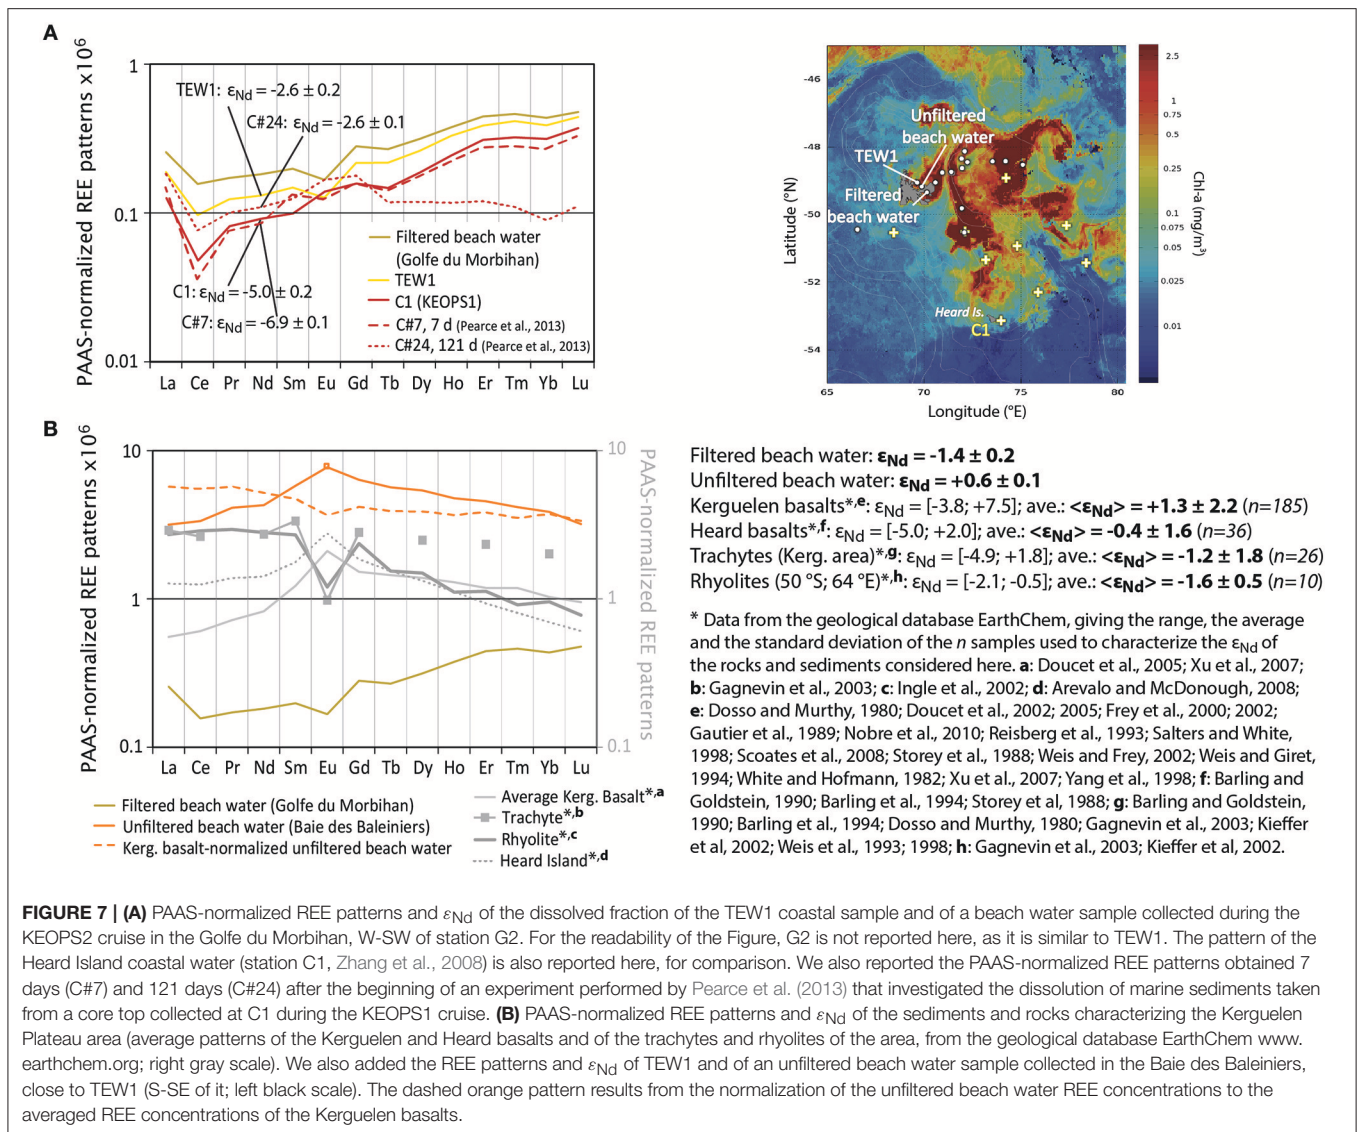 A
PAAS-normalized REE patterns x10⁶
1
0.1
0.01
TEW1: εNd = -2.6 ± 0.2
C#24: εNd = -2.6 ± 0.1
C1: εNd = -5.0 ± 0.2
C#7: εNd = -6.9 ± 0.1
Filtered beach water
(Golfe du Morbihan)
TEW1
C1 (KEOPS1)
C#7, 7 d (Pearce et al., 2013)
C#24, 121 d (Pearce et al., 2013)
La Ce Pr Nd Sm Eu Gd Tb Dy Ho Er Tm Yb Lu
Latitude (°N)
-46
-48
-50
-52
-54
Unfiltered
beach water
TEW1
Filtered
beach water
Heard Is.
C1
65 70 75 80
Longitude (°E)
2.5
1
0.75
0.5
0.25
0.1
0.075
0.05
0.025
0.01
Chl-a (mg/m³)
B
PAAS-normalized REE patterns x10⁶
10
1
0.1
10
1
0.1
PAAS-normalized REE patterns
La Ce Pr Nd Sm Eu Gd Tb Dy Ho Er Tm Yb Lu
Filtered beach water (Golfe du Morbihan)
Unfiltered beach water (Baie des Baleiniers)
Kerg. basalt-normalized unfiltered beach water
Average Kerg. Basalt*,a
Trachyte*,b
Rhyolite*,c
Heard Island*,d
Filtered beach water: εNd = -1.4 ± 0.2
Unfiltered beach water: εNd = +0.6 ± 0.1
Kerguelen basalts*,e: εNd = [-3.8; +7.5]; ave.: <εNd> = +1.3 ± 2.2 (n=185)
Heard basalts*,f: εNd = [-5.0; +2.0]; ave.: <εNd> = -0.4 ± 1.6 (n=36)
Trachytes (Kerg. area)*,g: εNd = [-4.9; +1.8]; ave.: <εNd> = -1.2 ± 1.8 (n=26)
Rhyolites (50 °S; 64 °E)*,h: εNd = [-2.1; -0.5]; ave.: <εNd> = -1.6 ± 0.5 (n=10)
* Data from the geological database EarthChem, giving the range, the average
and the standard deviation of the n samples used to characterize the εNd of
the rocks and sediments considered here. a: Doucet et al., 2005; Xu et al., 2007;
b: Gagnevin et al., 2003; c: Ingle et al., 2002; d: Arevalo and McDonough, 2008;
e: Dosso and Murthy, 1980; Doucet et al., 2002; 2005; Frey et al., 2000; 2002;
Gautier et al., 1989; Nobre et al., 2010; Reisberg et al., 1993; Salters and White,
1998; Scoates et al., 2008; Storey et al., 1988; Weis and Frey, 2002; Weis and Giret,
1994; White and Hofmann, 1982; Xu et al., 2007; Yang et al., 1998; f: Barling and
Goldstein, 1990; Barling et al., 1994; Storey et al, 1988; g: Barling and Goldstein,
1990; Barling et al., 1994; Dosso and Murthy, 1980; Gagnevin et al., 2003; Kieffer
et al, 2002; Weis et al., 1993; 1998; h: Gagnevin et al., 2003; Kieffer et al, 2002.
FIGURE 7 | (A) PAAS-normalized REE patterns and εNd of the dissolved fraction of the TEW1 coastal sample and of a beach water sample collected during the
KEOPS2 cruise in the Golfe du Morbihan, W-SW of station G2. For the readability of the Figure, G2 is not reported here, as it is similar to TEW1. The pattern of the
Heard Island coastal water (station C1, Zhang et al., 2008) is also reported here, for comparison. We also reported the PAAS-normalized REE patterns obtained 7
days (C#7) and 121 days (C#24) after the beginning of an experiment performed by Pearce et al. (2013) that investigated the dissolution of marine sediments taken
from a core top collected at C1 during the KEOPS1 cruise. (B) PAAS-normalized REE patterns and εNd of the sediments and rocks characterizing the Kerguelen
Plateau area (average patterns of the Kerguelen and Heard basalts and of the trachytes and rhyolites of the area, from the geological database EarthChem www.
earthchem.org; right gray scale). We also added the REE patterns and εNd of TEW1 and of an unfiltered beach water sample collected in the Baie des Baleiniers,
close to TEW1 (S-SE of it; left black scale). The dashed orange pattern results from the normalization of the unfiltered beach water REE concentrations to the
averaged REE concentrations of the Kerguelen basalts.